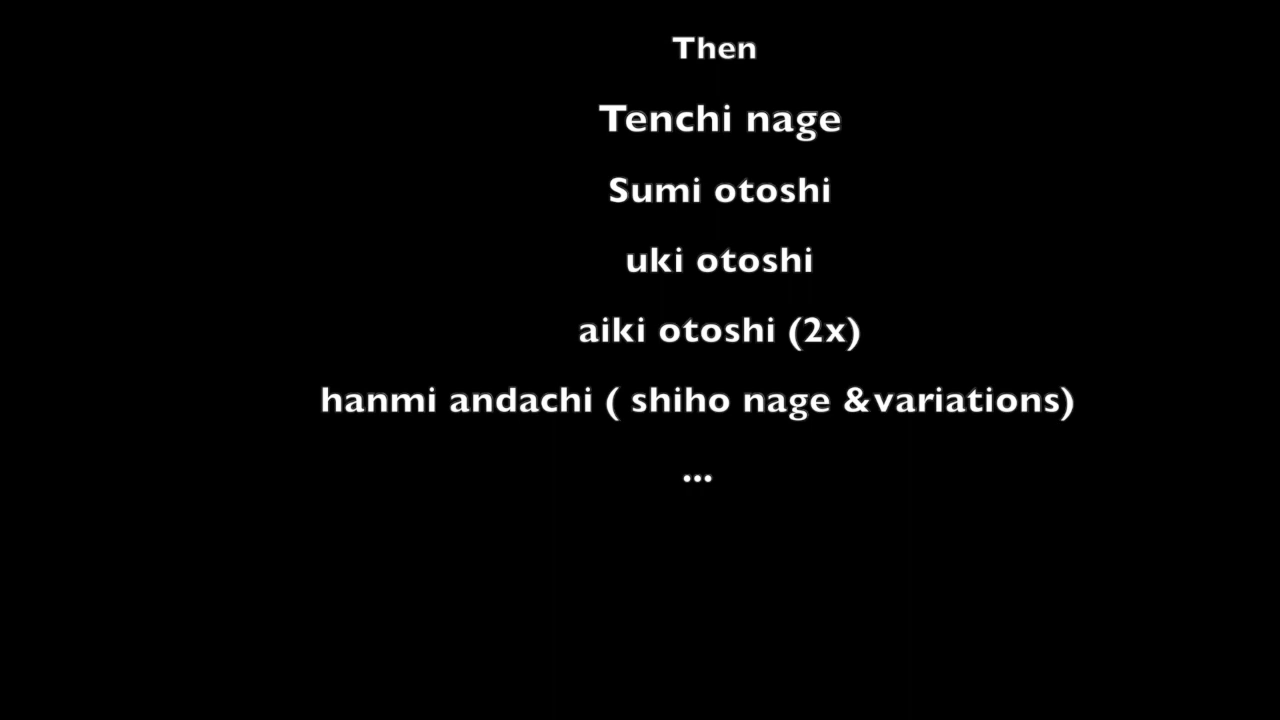 Then
Tenchi nage
Sumi otoshi
uki otoshi
aiki otoshi (2x)
hanmi andachi ( shiho nage &variations)
...